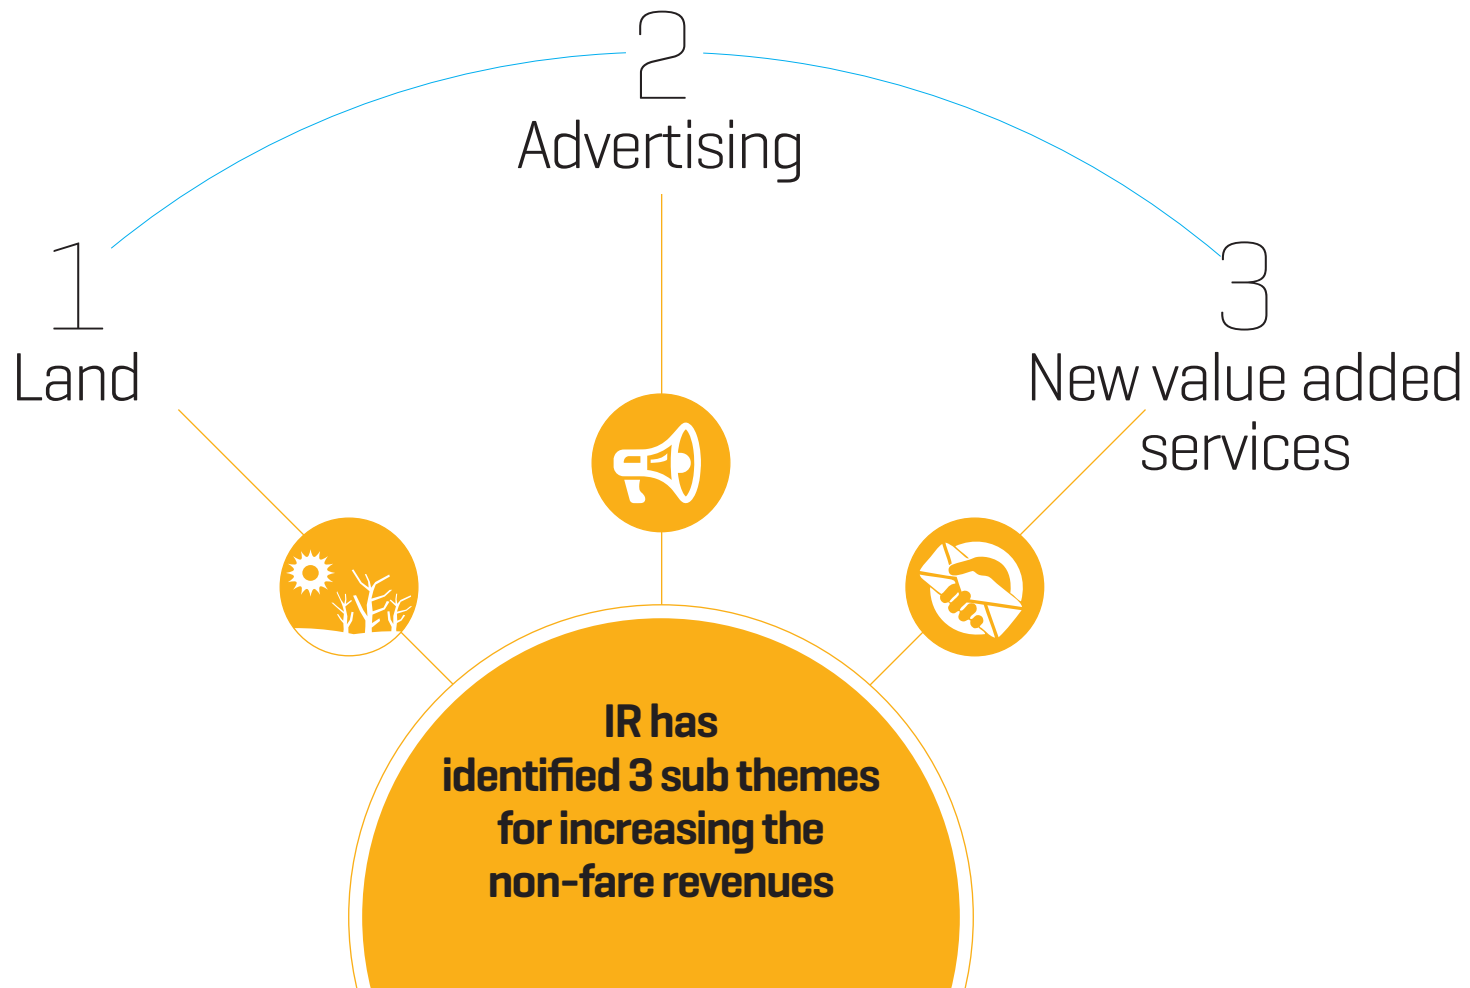 1
Land
2
Advertising
3
New value added
services
IR has
identified 3 sub themes
for increasing the
non-fare revenues